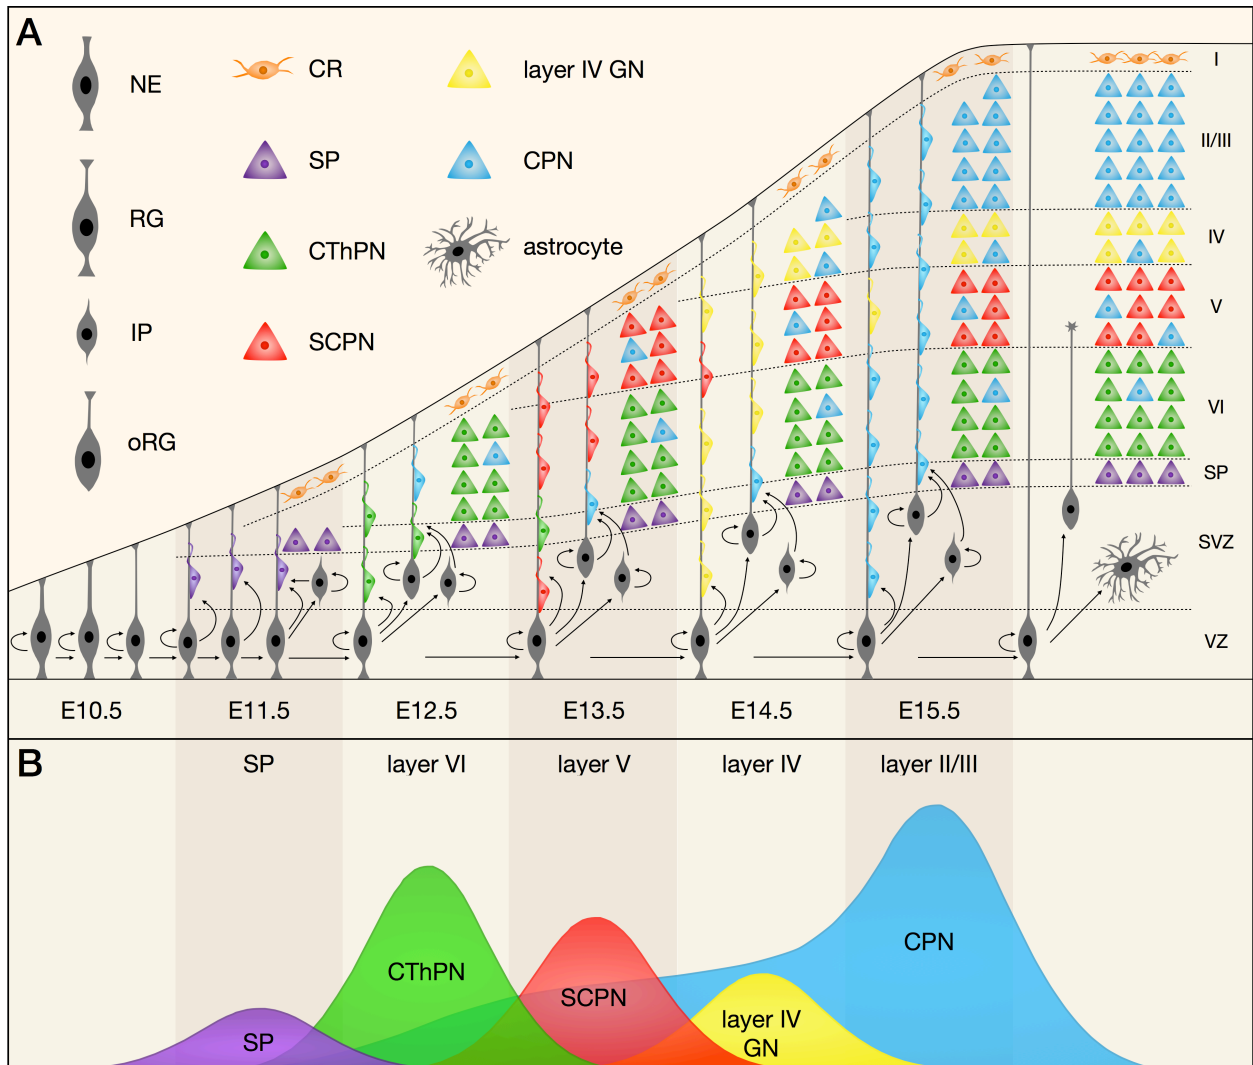 A
NE
RG
IP
oRG
CR
SP
CThPN
SCPN
layer IV GN
CPN
astrocyte
I
II/III
IV
V
VI
SP
SVZ
VZ
E10.5
E11.5
E12.5
E13.5
E14.5
E15.5
B
SP
layer VI
layer V
layer IV
layer II/III
SP
CThPN
SCPN
layer IV
GN
CPN